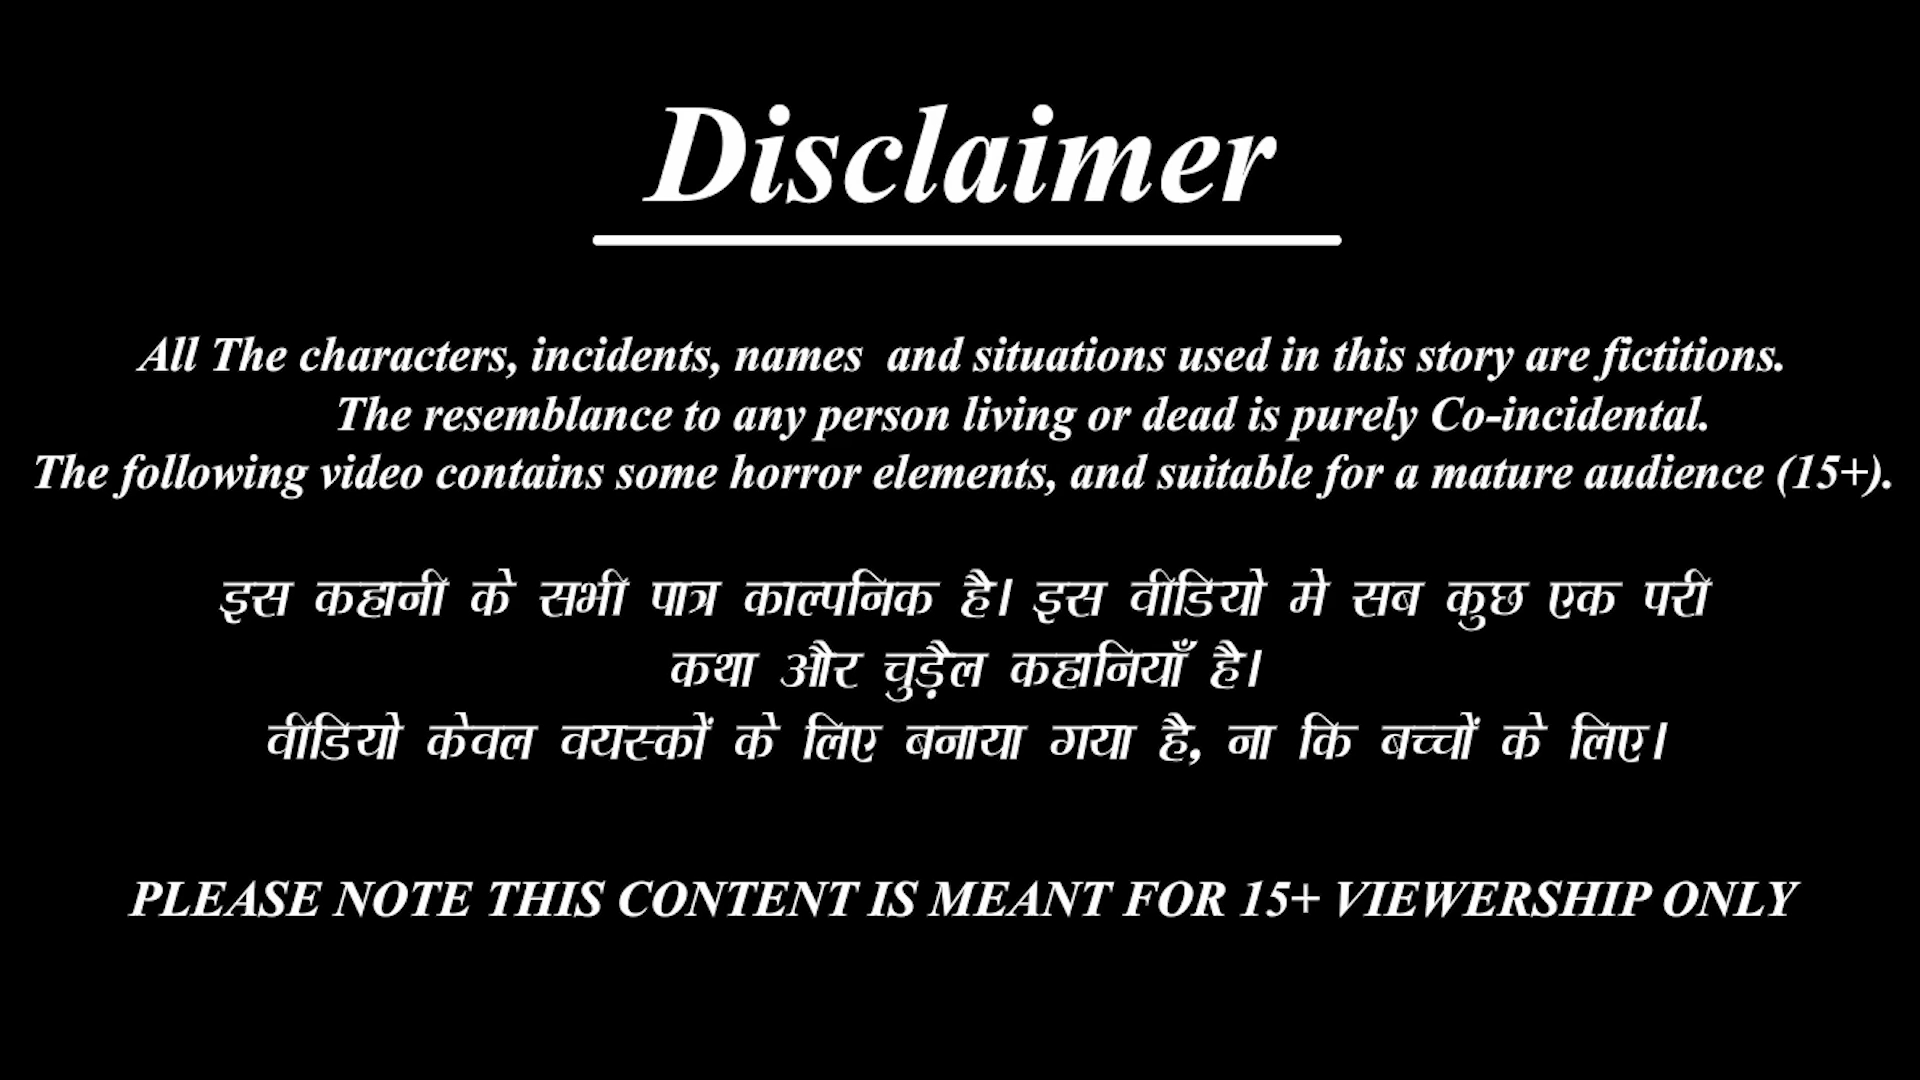 Disclaimer
All The characters, incidents, names and situations used in this story are fictitions.
The resemblance to any person living or dead is purely Co-incidental.
The following video contains some horror elements, and suitable for a mature audience (15+).
इस कहानी के सभी पात्र काल्पनिक है। इस वीडियो मे सब कुछ एक परी
कथा और चुड़ैल कहानियाँ है।
वीडियो केवल वयस्कों के लिए बनाया गया है, ना कि बच्चों के लिए।
PLEASE NOTE THIS CONTENT IS MEANT FOR 15+ VIEWERSHIP ONLY